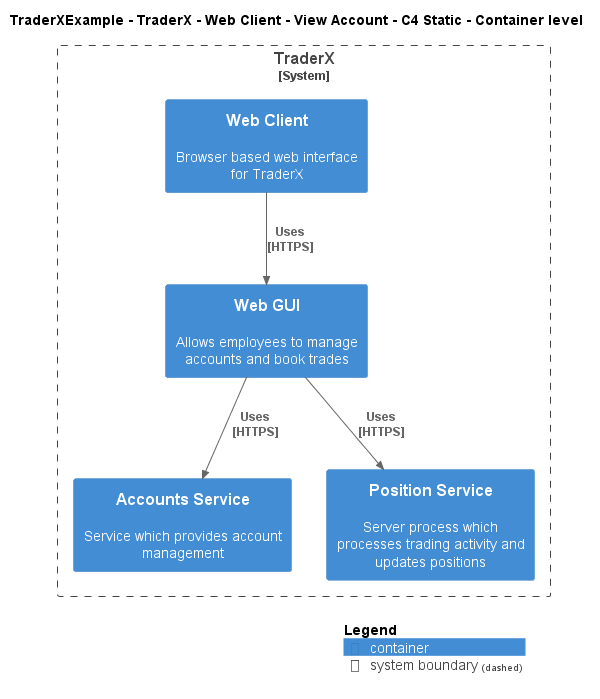 TraderXExample - TraderX - Web Client - View Account - C4 Static - Container level
TraderX
[System]
Web Client
Browser based web interface
for TraderX
Uses
[HTTPS]
Web GUI
Allows employees to manage
accounts and book trades
Uses
[HTTPS]
Uses
[HTTPS]
Accounts Service
Service which provides account
management
Position Service
Server process which
processes trading activity and
updates positions
Legend
container
system boundary (dashed)